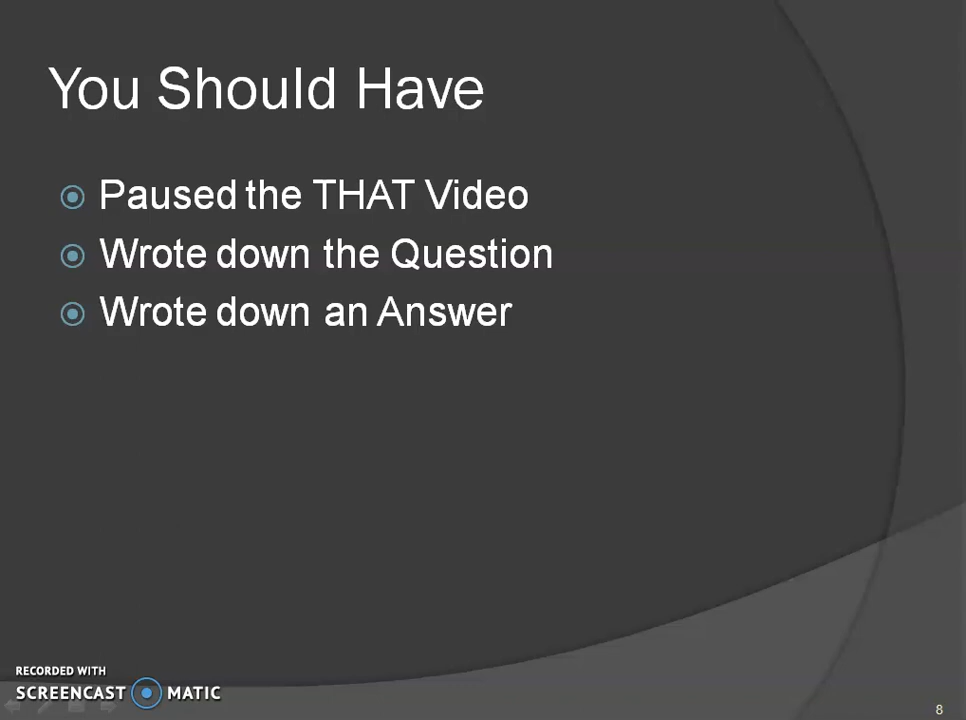 You Should Have
Paused the THAT Video
Wrote down the Question
Wrote down an Answer
RECORDED WITH
SCREENCAST MATIC
8